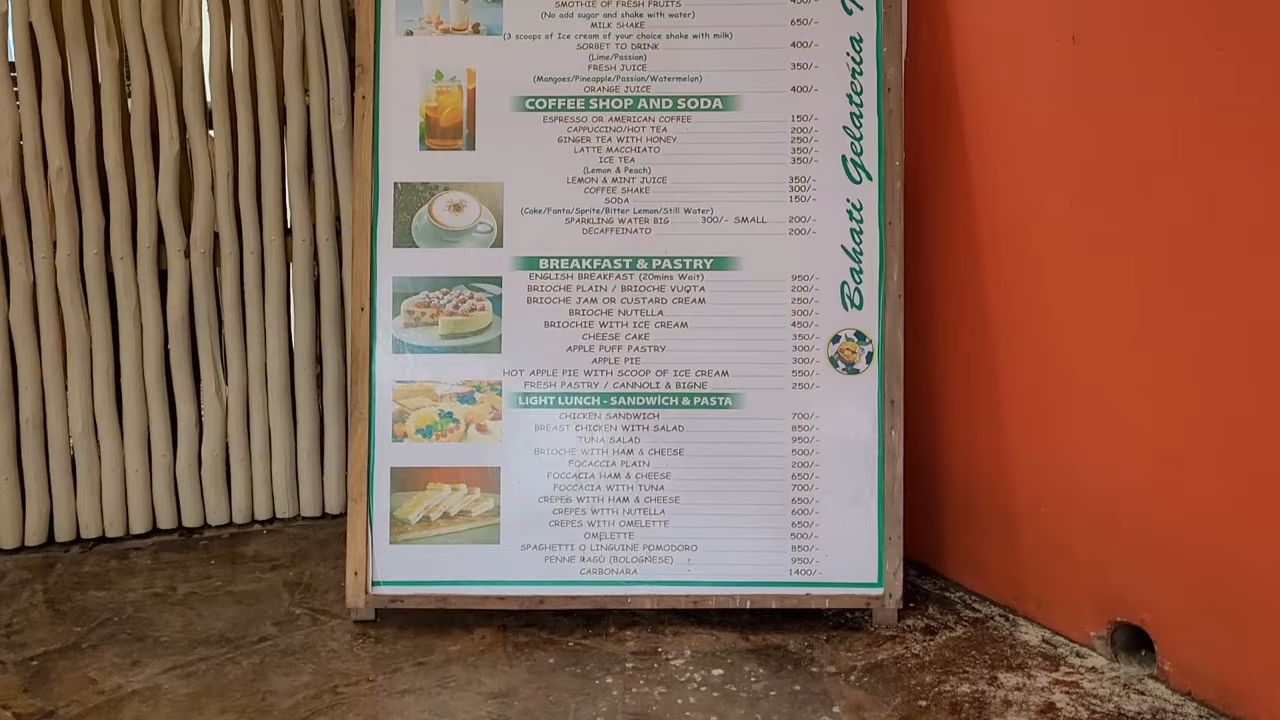 SMOTHIE OF FRESH FRUITS
(No add sugar and shake with water)
MILK SHAKE 650/-
(3 scoops of Ice cream of your choice shake with milk)
SORBET TO DRINK 400/-
(Lime/Passion)
FRESH JUICE 350/-
(Mangoes/Pineapple/Passion/Watermelon)
ORANGE JUICE 400/-
COFFEE SHOP AND SODA
ESPRESSO OR AMERICAN COFFEE 150/-
CAPPUCCINO/HOT TEA 200/-
GINGER TEA WITH HONEY 250/-
LATTE MACCHIATO 350/-
ICE TEA 350/-
(Lemon & Peach)
LEMON & MINT JUICE 350/-
COFFEE SHAKE 300/-
SODA 150/-
(Coke/Fanta/Sprite/Bitter Lemon/Still Water)
SPARKLING WATER BIG 300/- SMALL 200/-
DECAFFEINATO 200/-
BREAKFAST & PASTRY
ENGLISH BREAKFAST (20mins Wait) 950/-
BRIOCHE PLAIN / BRIOCHE VUOTA 200/-
BRIOCHE JAM OR CUSTARD CREAM 250/-
BRIOCHE NUTELLA 300/-
BRIOCHIE WITH ICE CREAM 450/-
CHEESE CAKE 350/-
APPLE PUFF PASTRY 300/-
APPLE PIE 300/-
HOT APPLE PIE WITH SCOOP OF ICE CREAM 550/-
FRESH PASTRY / CANNOLI & BIGNE 250/-
LIGHT LUNCH - SANDWICH & PASTA
CHICKEN SANDWICH 700/-
BREAST CHICKEN WITH SALAD 850/-
TUNA SALAD 950/-
BRIOCHE WITH HAM & CHEESE 500/-
FOCACCIA PLAIN 200/-
FOCCACIA HAM & CHEESE 650/-
FOCCACIA WITH TUNA 700/-
CREPES WITH HAM & CHEESE 650/-
CREPES WITH NUTELLA 600/-
CREPES WITH OMELETTE 650/-
OMELETTE 500/-
SPAGHETTI O LINGUINE POMODORO 850/-
PENNE RAGÙ (BOLOGNESE) 950/-
CARBONARA 1400/-
Bahati Gelateria